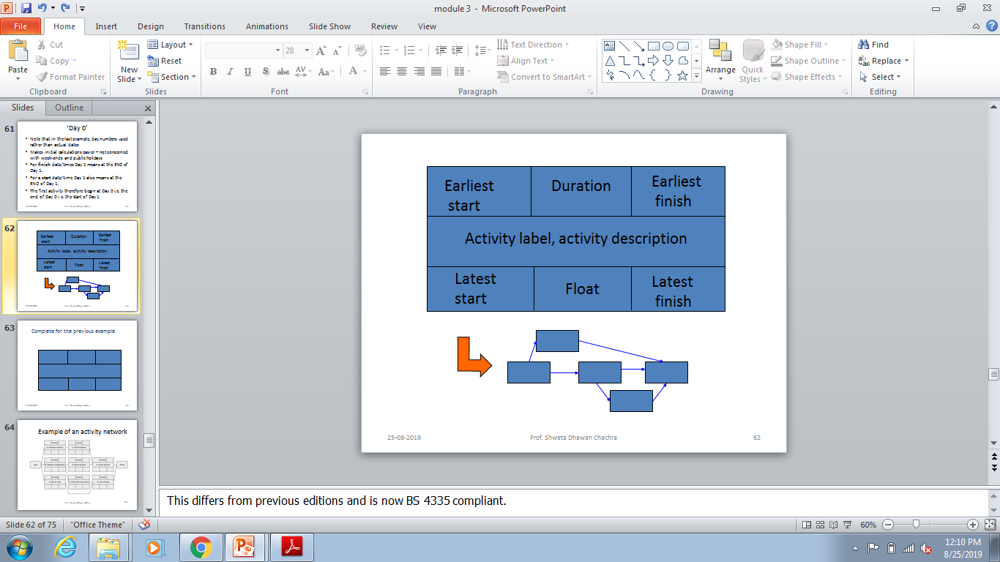 module 3 - Microsoft PowerPoint
File Home Insert Design Transitions Animations Slide Show Review View
Paste
Cut
Copy
Format Painter
Clipboard
New
Slide
Layout
Reset
Section
Slides
28
Font
Paragraph
Text Direction
Align Text
Convert to SmartArt
Arrange
Quick
Styles
Shape Fill
Shape Outline
Shape Effects
Drawing
Find
Replace
Select
Editing
Slides Outline
61
'Day 0'
• Note that in the last example, day numbers used
rather than actual dates
• Makes initial calculations easier – not concerned
with week-ends and public holidays
• For finish date/times Day 1 means at the END of
Day 1.
• For a start date/time Day 1 also means at the
END of Day 1.
• The first activity therefore begin at Day 0 i.e. the
end of Day 0 i.e. the start of Day 1
62
Earliest
start
Duration
Earliest
finish
Activity label, activity description
Latest
start
Float
Latest
finish
63
Complete for the previous example
64
Example of an activity network
Earliest
start
Duration
Earliest
finish
Activity label, activity description
Latest
start
Float
Latest
finish
25-08-2019 Prof. Shweta Dhawan Chachra 62
This differs from previous editions and is now BS 4335 compliant.
Slide 62 of 75 "Office Theme" 60%
12:10 PM
8/25/2019